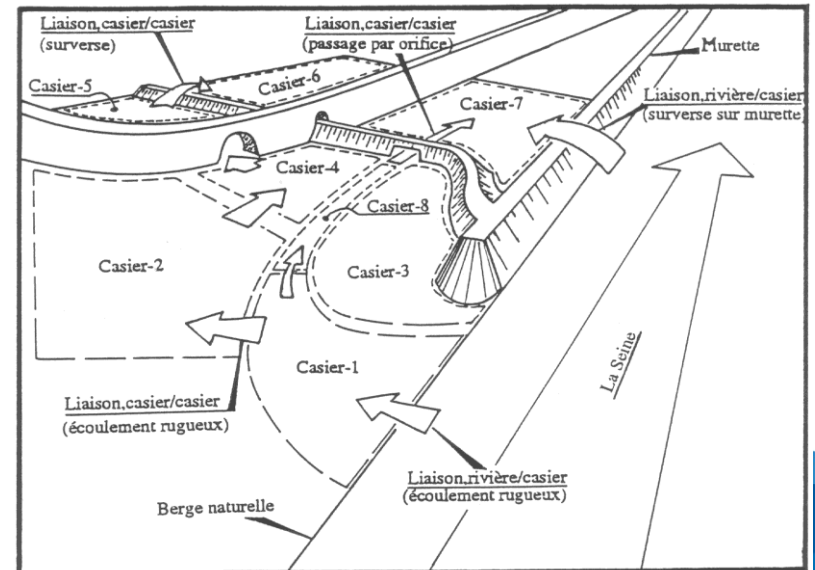 Liaison,casier/casier
(surverse)
Liaison,casier/casier
(passage par orifice)
Murette
Casier-5
Casier-6
Casier-7
Liaison,rivière/casier
(surverse sur murette)
Casier-4
Casier-8
Casier-2
Casier-3
La Seine
Casier-1
Liaison,casier/casier
(écoulement rugueux)
Liaison,rivière/casier
(écoulement rugueux)
Berge naturelle